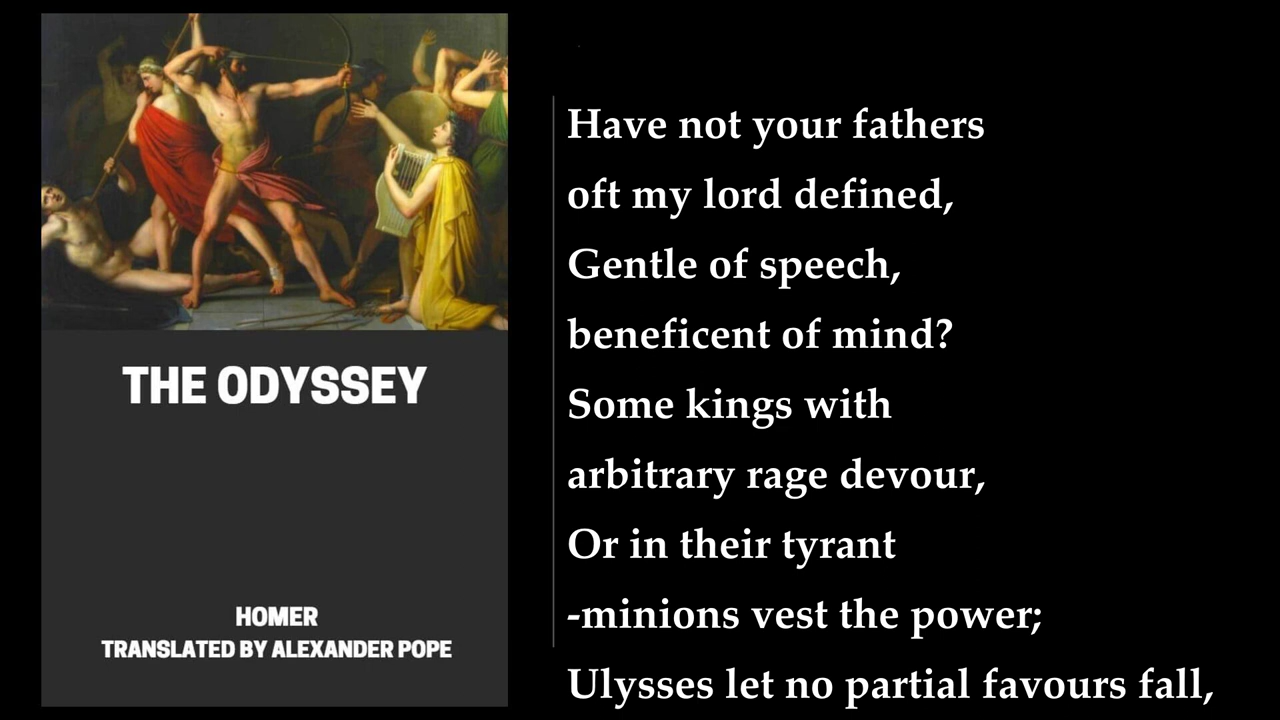 THE ODYSSEY
HOMER
TRANSLATED BY ALEXANDER POPE
Have not your fathers
oft my lord defined,
Gentle of speech,
beneficent of mind?
Some kings with
arbitrary rage devour,
Or in their tyrant
-minions vest the power;
Ulysses let no partial favours fall,